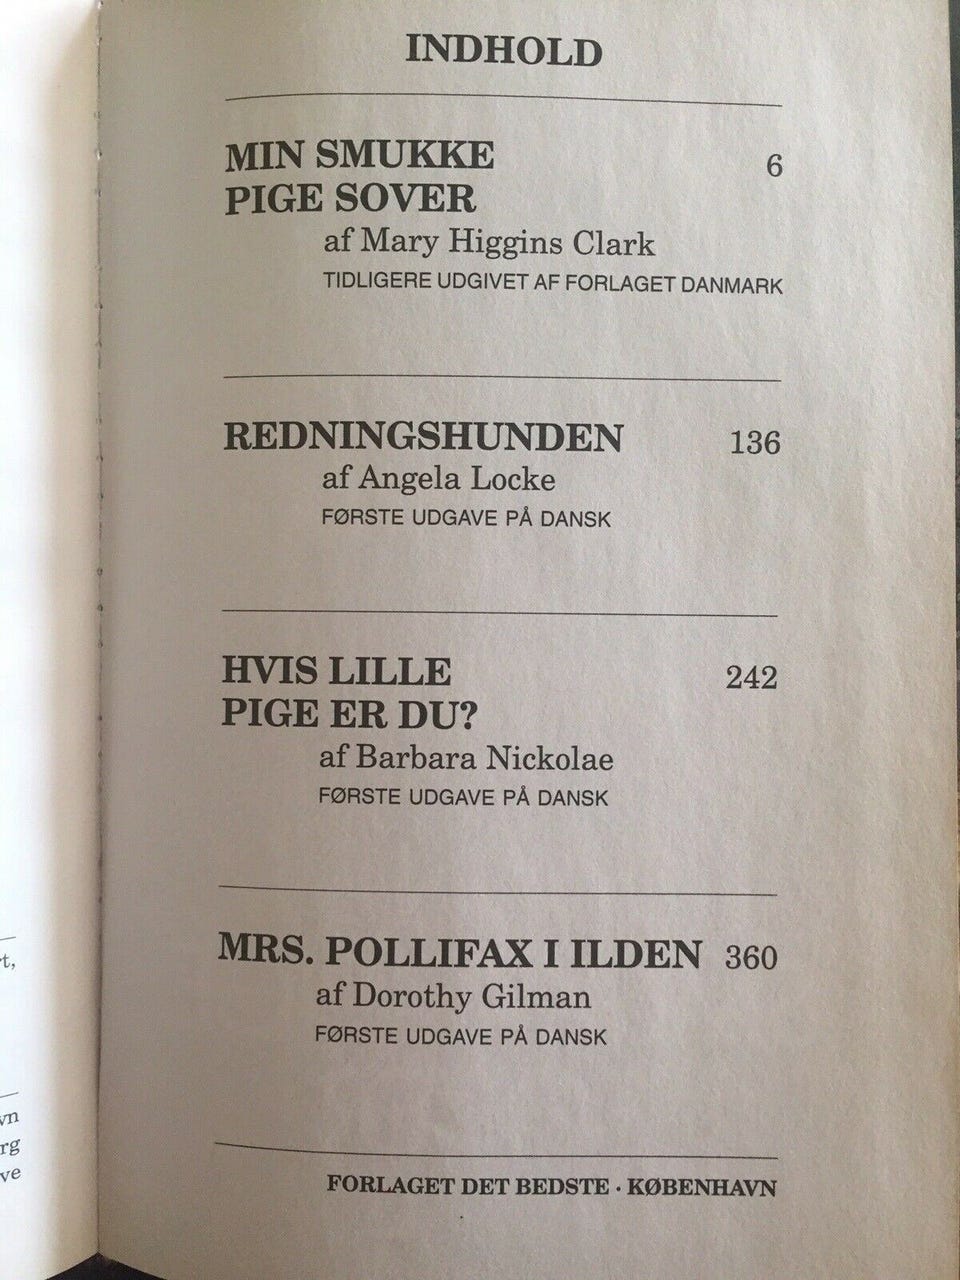 INDHOLD
MIN SMUKKE 6
PIGE SOVER
af Mary Higgins Clark
TIDLIGERE UDGIVET AF FORLAGET DANMARK
REDNINGSHUNDEN 136
af Angela Locke
FØRSTE UDGAVE PÅ DANSK
HVIS LILLE 242
PIGE ER DU?
af Barbara Nickolae
FØRSTE UDGAVE PÅ DANSK
MRS. POLLIFAX I ILDEN 360
af Dorothy Gilman
FØRSTE UDGAVE PÅ DANSK
FORLAGET DET BEDSTE · KØBENHAVN